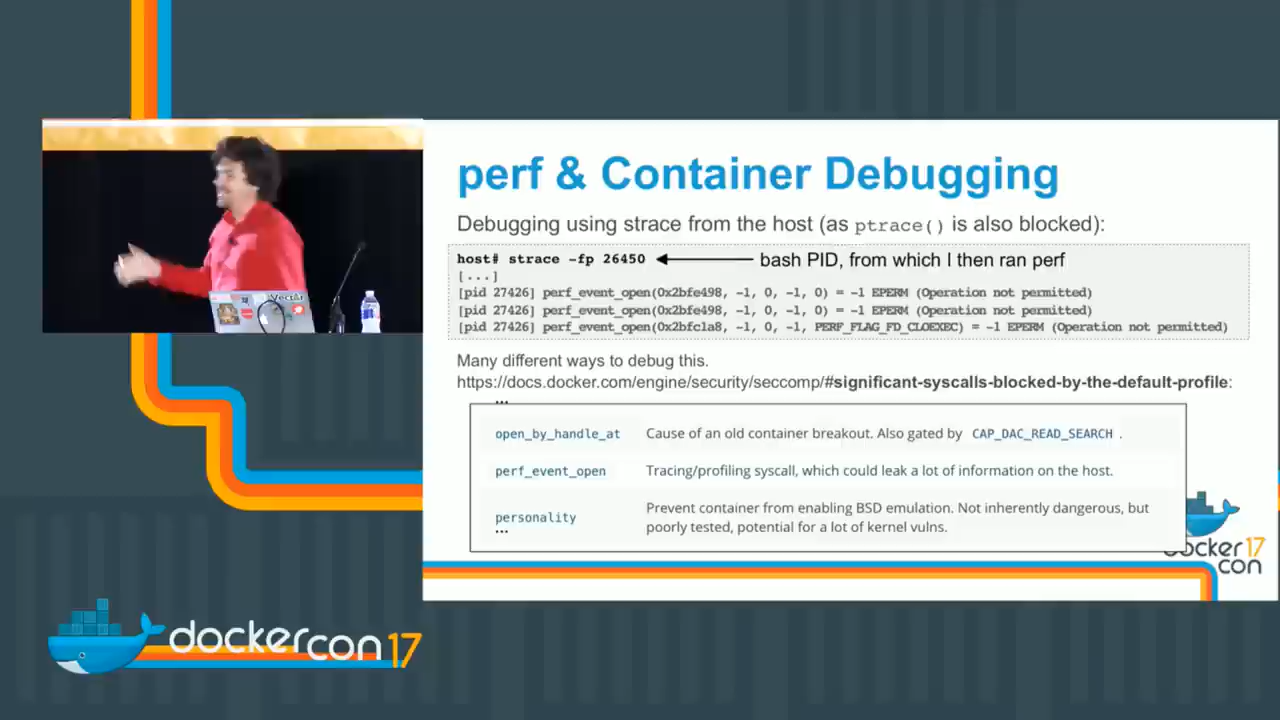 perf & Container Debugging
Debugging using strace from the host (as ptrace() is also blocked):
host# strace -fp 26450 bash PID, from which I then ran perf
[...]
[pid 27426] perf_event_open(0x2bfe498, -1, 0, -1, 0) = -1 EPERM (Operation not permitted)
[pid 27426] perf_event_open(0x2bfe498, -1, 0, -1, 0) = -1 EPERM (Operation not permitted)
[pid 27426] perf_event_open(0x2bfc1a8, -1, 0, -1, PERF_FLAG_FD_CLOEXEC) = -1 EPERM (Operation not permitted)
Many different ways to debug this.
https://docs.docker.com/engine/security/seccomp/#significant-syscalls-blocked-by-the-default-profile:
...
open_by_handle_at Cause of an old container breakout. Also gated by CAP_DAC_READ_SEARCH .
perf_event_open Tracing/profiling syscall, which could leak a lot of information on the host.
personality Prevent container from enabling BSD emulation. Not inherently dangerous, but
poorly tested, potential for a lot of kernel vulns.
...
docker 17
con
dockercon 17